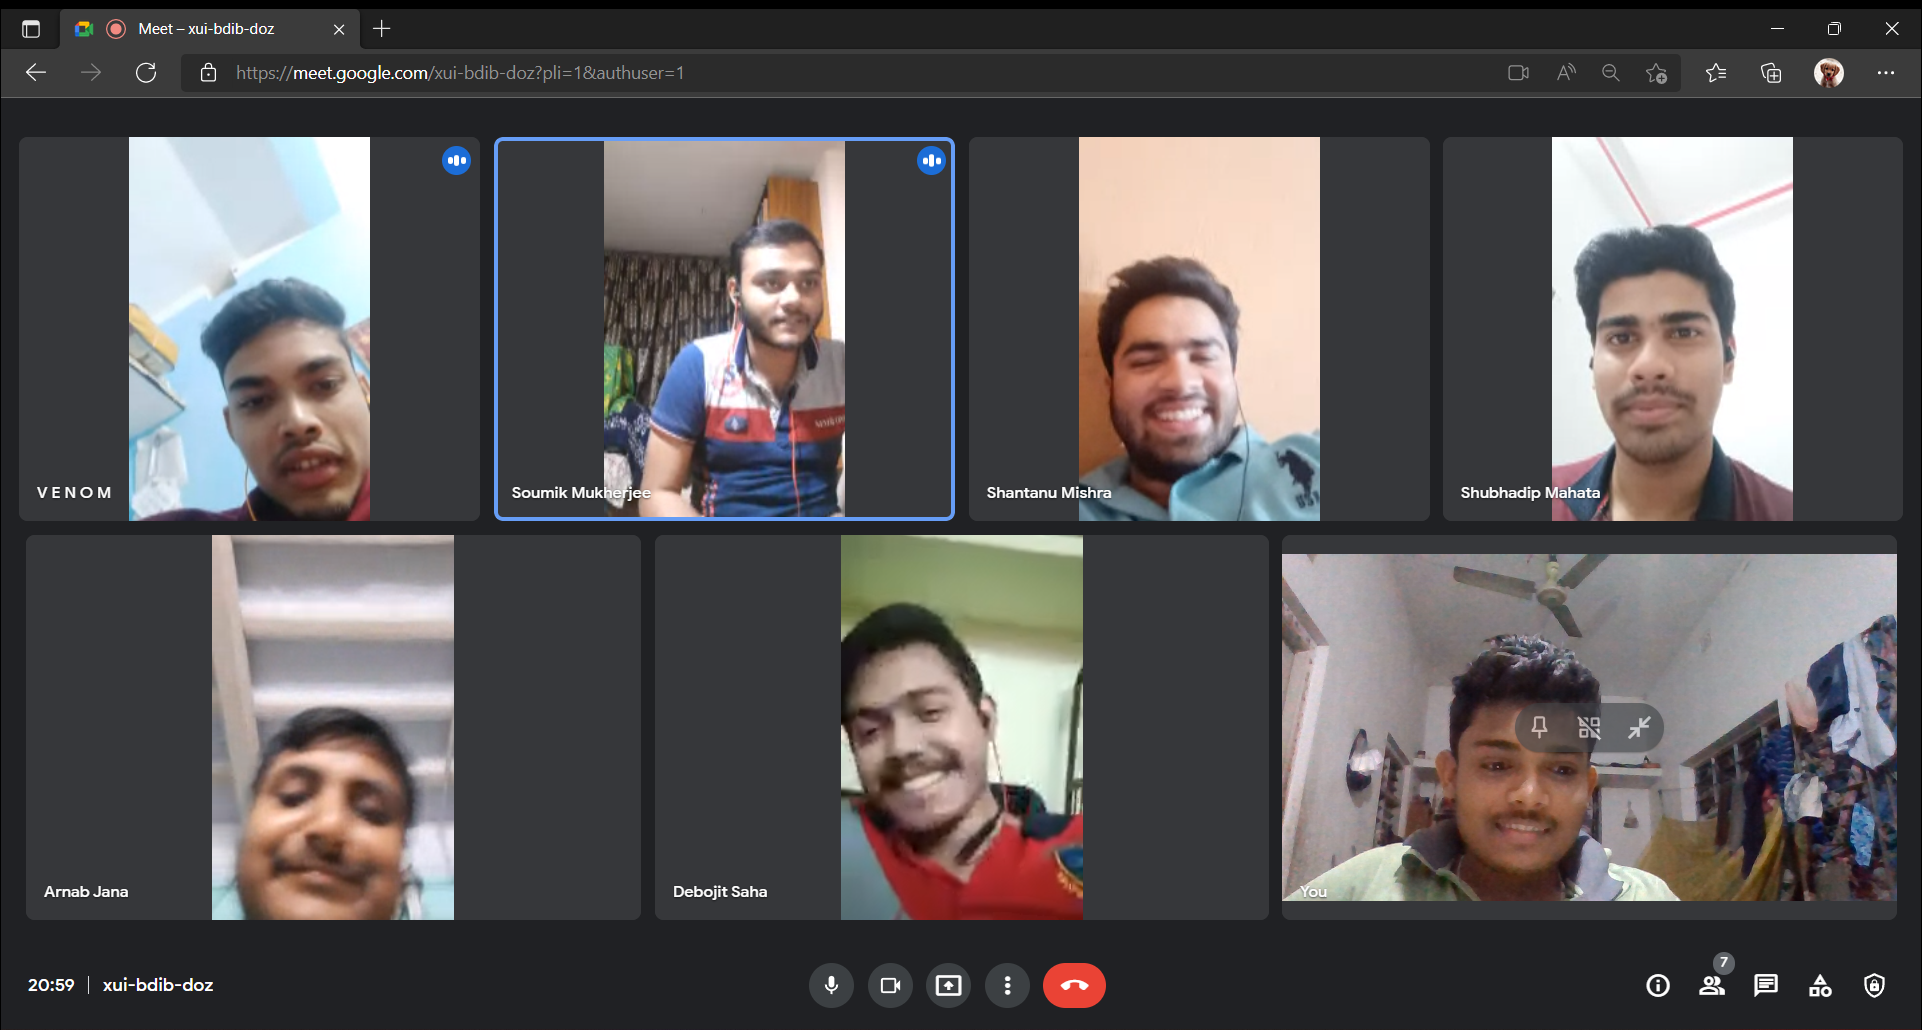 Meet – xui-bdib-doz
https://meet.google.com/xui-bdib-doz?pli=1&authuser=1
V E N O M
Soumik Mukherjee
Shantanu Mishra
Shubhadip Mahata
Arnab Jana
Debojit Saha
You
20:59 | xui-bdib-doz
7